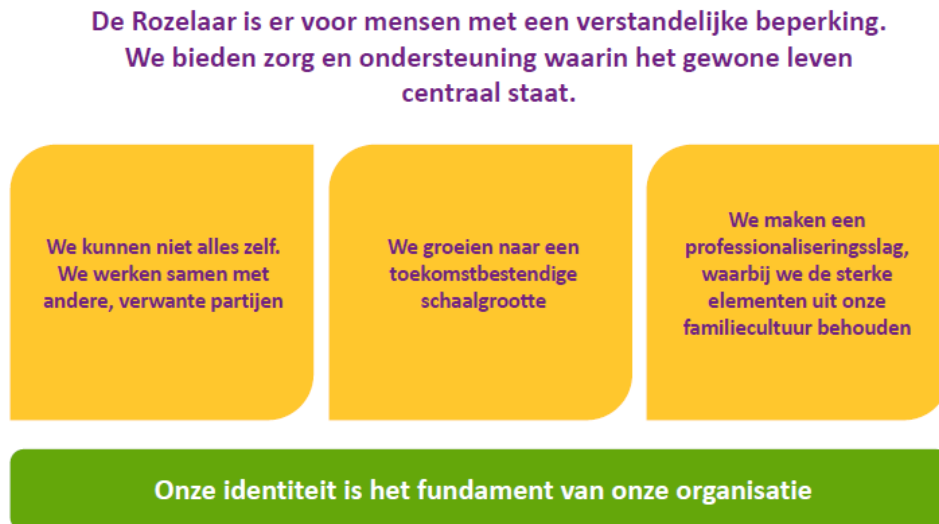 De Rozelaar is er voor mensen met een verstandelijke beperking.
We bieden zorg en ondersteuning waarin het gewone leven
centraal staat.
We kunnen niet alles zelf.
We werken samen met
andere, verwante partijen
We groeien naar een
toekomstbestendige
schaalgrootte
We maken een
professionaliseringsslag,
waarbij we de sterke
elementen uit onze
familiecultuur behouden
Onze identiteit is het fundament van onze organisatie